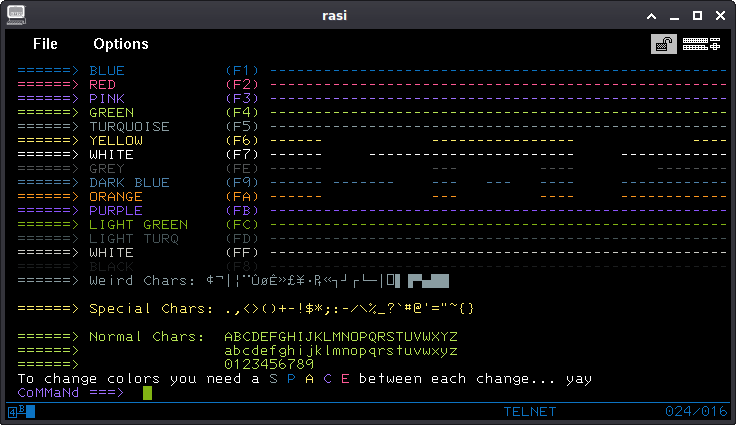 rasi
File Options
======> BLUE (F1) ----------------------------------------------------
======> RED (F2) ----------------------------------------------------
======> PINK (F3) ----------------------------------------------------
======> GREEN (F4) ----------------------------------------------------
======> TURQUOISE (F5) ----------------------------------------------------
======> YELLOW (F6) ------ ---------------- ----
======> WHITE (F7) ------ ---------------- ------------
======> GREY (FE) ------ --- --- ------------
======> DARK BLUE (F9) ------ ------- --- --- --- ------------
======> ORANGE (FA) ------ --- --- ------------
======> PURPLE (FB) ----------------------------------------------------
======> LIGHT GREEN (FC) ----------------------------------------------------
======> LIGHT TURQ (FD) ----------------------------------------------------
======> WHITE (FF) ----------------------------------------------------
======> BLACK (F8) ----------------------------------------------------
======> Weird Chars: ¢¬|¦¨ÛøÊ»£¥·₧«┐┘┌└─│
======> Special Chars: .,<>()+-!$*;:-/\%_?`#@'="~{}
======> Normal Chars: ABCDEFGHIJKLMNOPQRSTUVWXYZ
======> abcdefghijklmnopqrstuvwxyz
======> 0123456789
To change colors you need a S P A C E between each change... yay
CoMMaNd ===>
4B TELNET 024/016